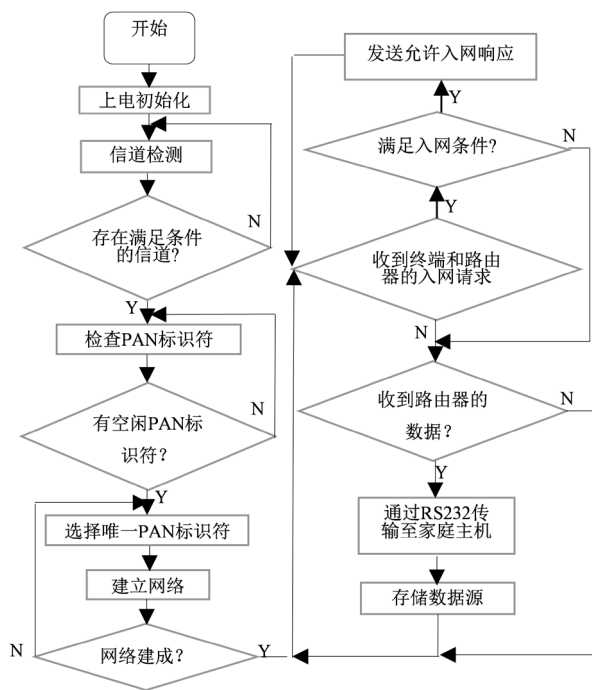 开始
上电初始化
信道检测
存在满足条件
的信道?
N
Y
检查PAN标识符
有空闲PAN标
识符？
N
Y
选择唯一PAN标识符
建立网络
网络建成？
N
Y
发送允许入网响应
Y
满足入网条件?
N
Y
收到终端和路由
器的入网请求
N
收到路由器的
数据？
N
Y
通过RS232传
输至家庭主机
存储数据源